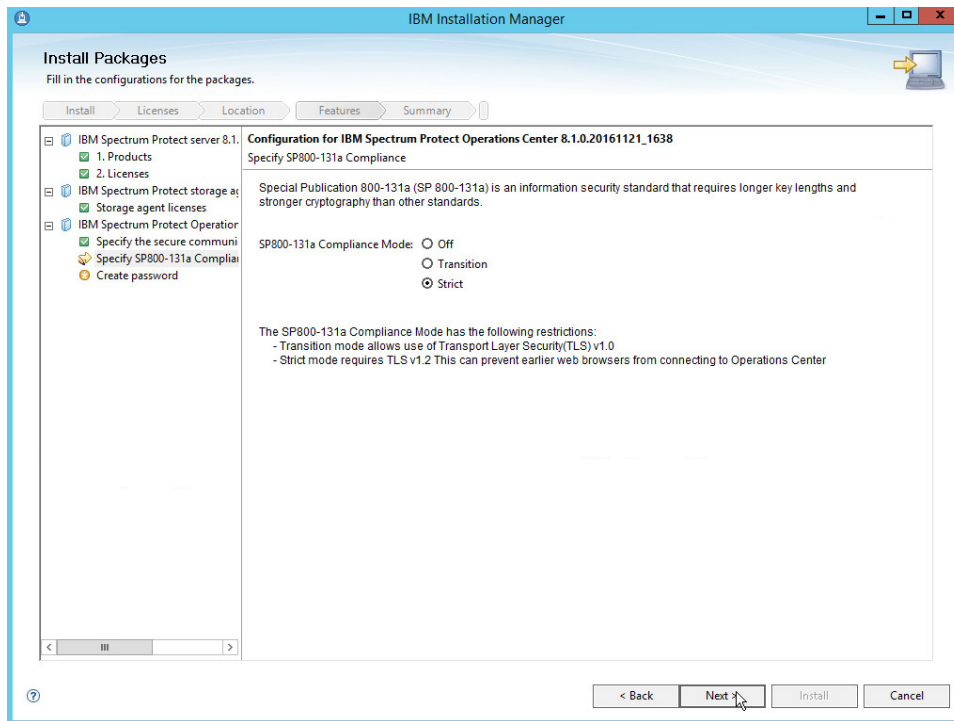 IBM Installation Manager
Install Packages
Fill in the configurations for the packages.
Install Licenses Location Features Summary
IBM Spectrum Protect server 8.1.
1. Products
2. Licenses
IBM Spectrum Protect storage ag
Storage agent licenses
IBM Spectrum Protect Operation
Specify the secure communi
Specify SP800-131a Complian
Create password
Configuration for IBM Spectrum Protect Operations Center 8.1.0.20161121_1638
Specify SP800-131a Compliance
Special Publication 800-131a (SP 800-131a) is an information security standard that requires longer key lengths and
stronger cryptography than other standards.
SP800-131a Compliance Mode: Off
Transition
Strict
The SP800-131a Compliance Mode has the following restrictions:
- Transition mode allows use of Transport Layer Security(TLS) v1.0
- Strict mode requires TLS v1.2 This can prevent earlier web browsers from connecting to Operations Center
< Back Next > Install Cancel